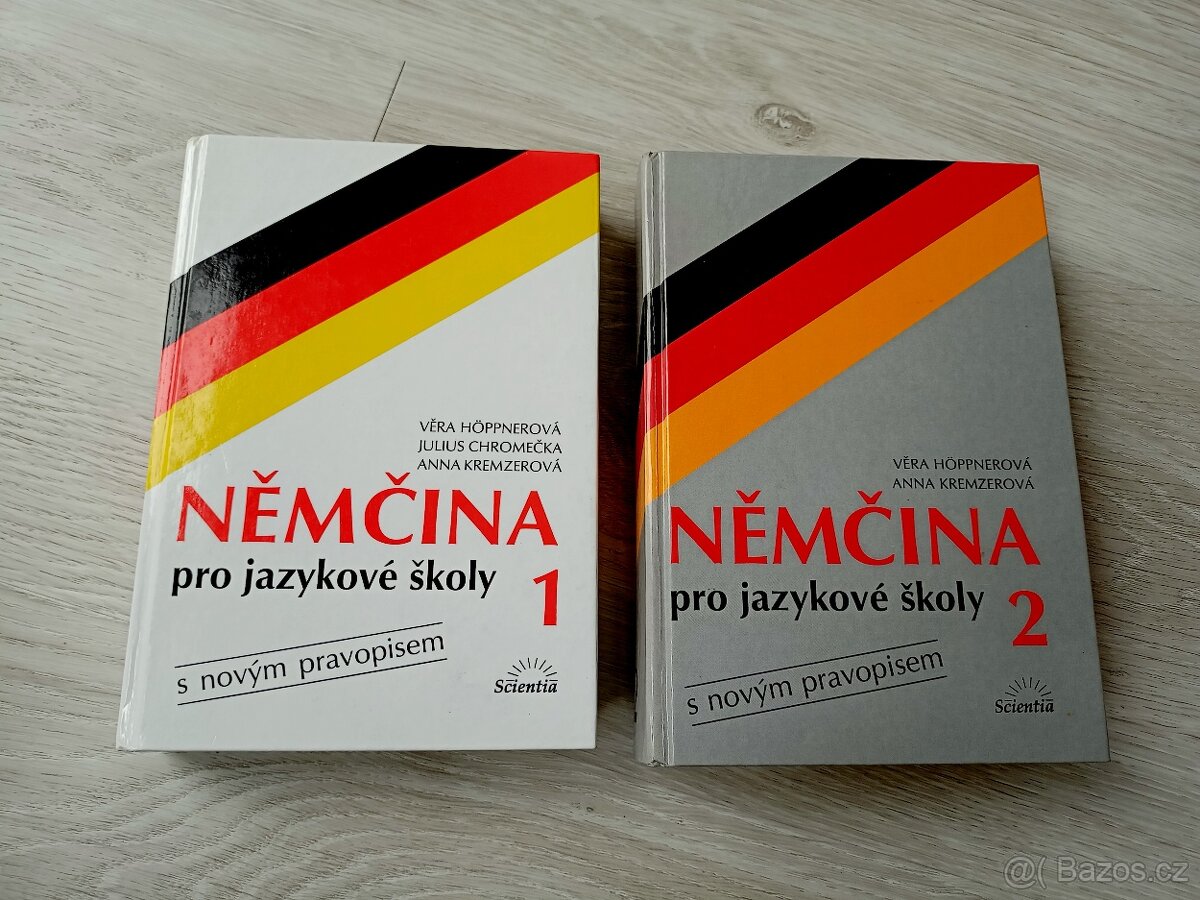 VĚRA HÖPPNEROVÁ
JULIUS CHROMEČKA
ANNA KREMZEROVÁ
NĚMČINA
pro jazykové školy 1
s novým pravopisem
Scientia
VĚRA HÖPPNEROVÁ
ANNA KREMZEROVÁ
NĚMČINA
pro jazykové školy 2
s novým pravopisem
Scientia
@( Bazos.cz